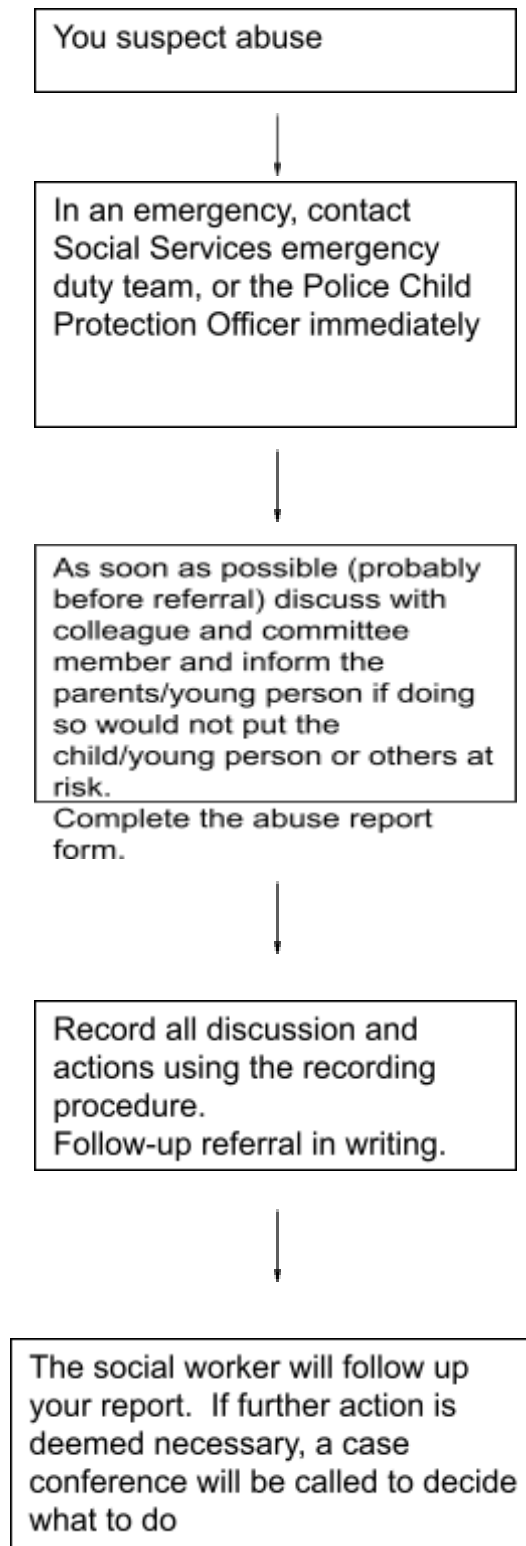 You suspect abuse
In an emergency, contact
Social Services emergency
duty team, or the Police Child
Protection Officer immediately
As soon as possible (probably
before referral) discuss with
colleague and committee
member and inform the
parents/young person if doing
so would not put the
child/young person or others at
risk.
Complete the abuse report
form.
Record all discussion and
actions using the recording
procedure.
Follow-up referral in writing.
The social worker will follow up
your report.  If further action is
deemed necessary, a case
conference will be called to decide
what to do